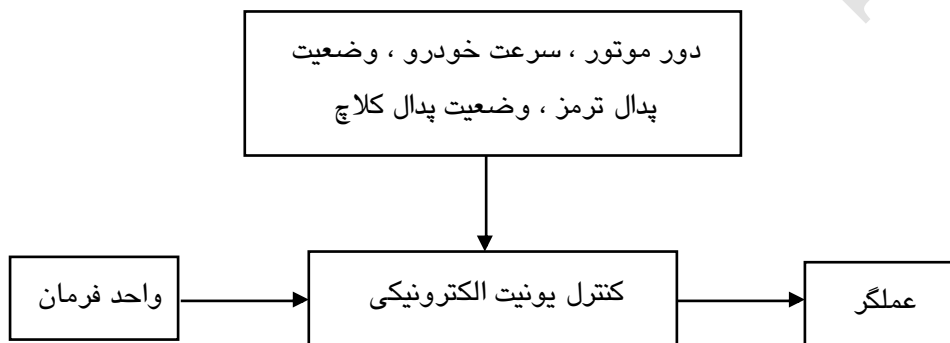 دور موتور ، سرعت خودرو ، وضعیت
پدال ترمز ، وضعیت پدال کلاچ
واحد فرمان
کنترل یونیت الکترونیکی
عملگر